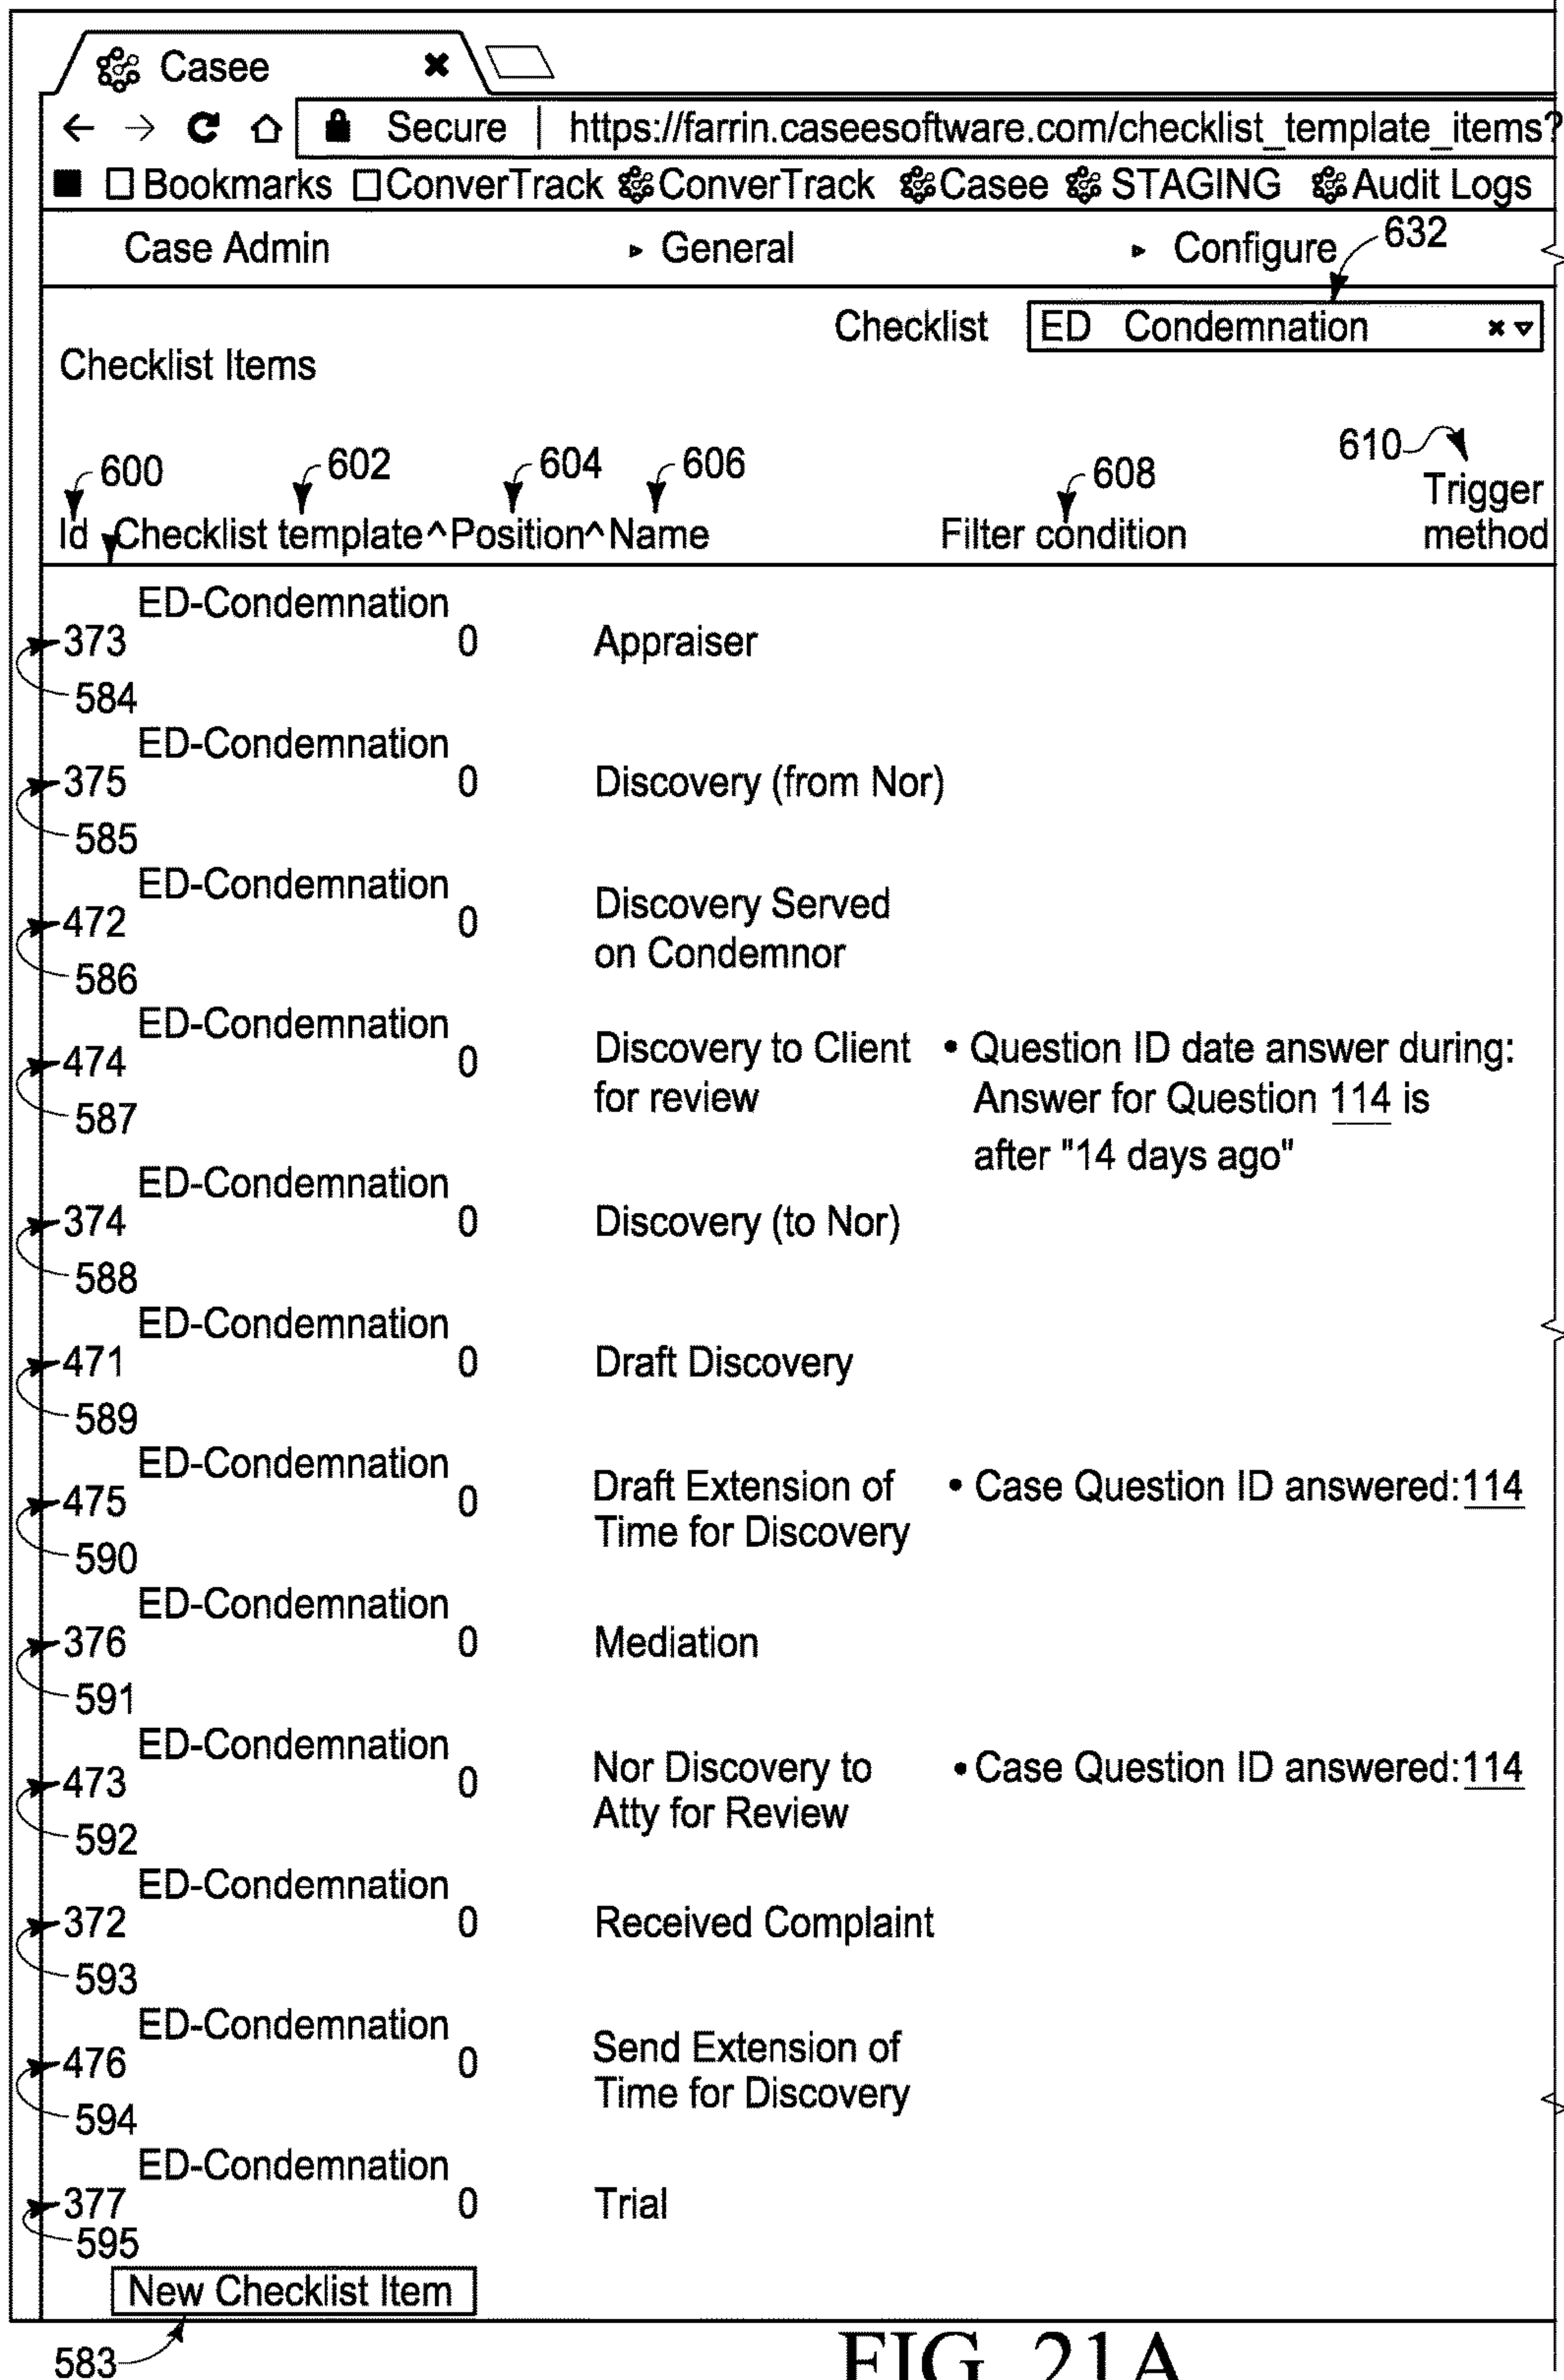 Casee ✖
Secure | https://farrin.caseesoftware.com/checklist_template_items?
Bookmarks ConverTrack ConverTrack Casee STAGING Audit Logs
Case Admin ▸ General ▸ Configure 632
Checklist ED Condemnation
Checklist Items
600 602 604 606 608 610
Id Checklist template^Position^Name Filter condition Trigger method
ED-Condemnation
373 0 Appraiser
584
ED-Condemnation
375 0 Discovery (from Nor)
585
ED-Condemnation
472 0 Discovery Served
on Condemnor
586
ED-Condemnation
474 0 Discovery to Client
for review
• Question ID date answer during:
Answer for Question 114 is
after "14 days ago"
587
ED-Condemnation
374 0 Discovery (to Nor)
588
ED-Condemnation
471 0 Draft Discovery
589
ED-Condemnation
475 0 Draft Extension of
Time for Discovery
• Case Question ID answered:114
590
ED-Condemnation
376 0 Mediation
591
ED-Condemnation
473 0 Nor Discovery to
Atty for Review
• Case Question ID answered:114
592
ED-Condemnation
372 0 Received Complaint
593
ED-Condemnation
476 0 Send Extension of
Time for Discovery
594
ED-Condemnation
377 0 Trial
595
New Checklist Item
583
FIG. 21A